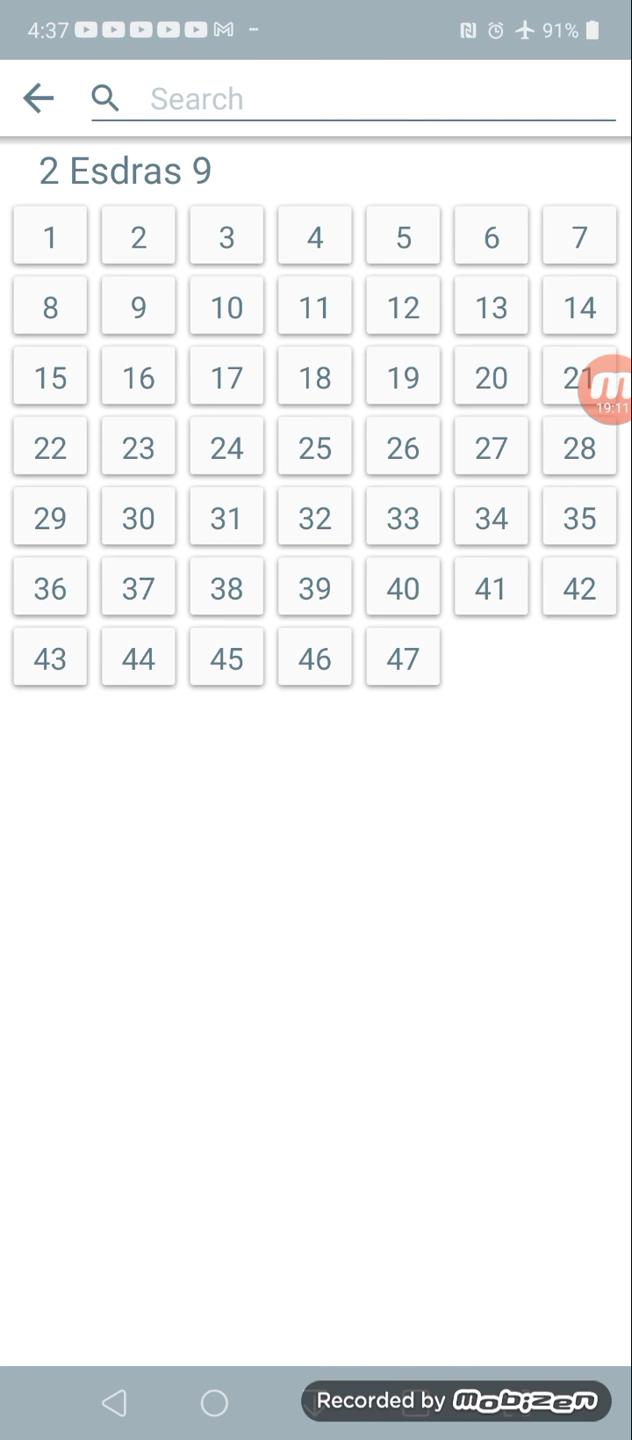 4:37 91%
Search
2 Esdras 9
1 2 3 4 5 6 7
8 9 10 11 12 13 14
15 16 17 18 19 20 21
19:11
22 23 24 25 26 27 28
29 30 31 32 33 34 35
36 37 38 39 40 41 42
43 44 45 46 47
Recorded by mobizen